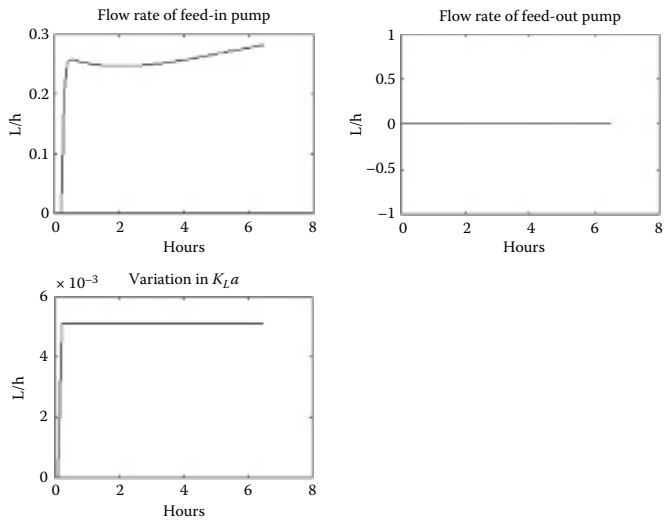 Flow rate of feed-in pump
0.3
0.2
0.1
0
L/h
0 2 4 6 8
Hours
Flow rate of feed-out pump
1
0.5
0
−0.5
−1
L/h
0 2 4 6 8
Hours
× 10⁻³
Variation in K_L a
6
4
2
0
L/h
0 2 4 6 8
Hours